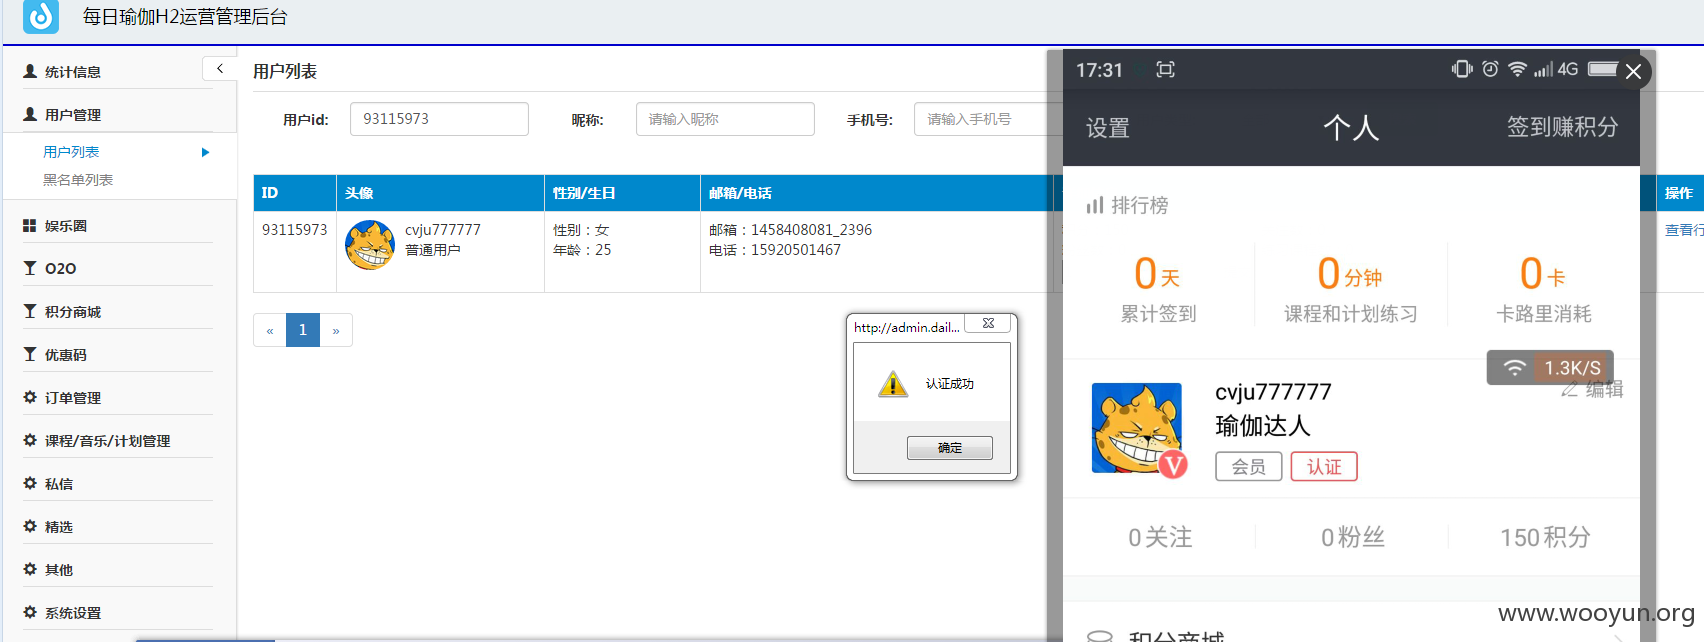 每日瑜伽H2运营管理后台
统计信息
用户管理
用户列表
黑名单列表
娱乐圈
O2O
积分商城
优惠码
订单管理
课程/音乐/计划管理
私信
精选
其他
系统设置
用户列表
用户id: 93115973 昵称: 请输入昵称 手机号: 请输入手机号
ID 头像 性别/生日 邮箱/电话 操作
93115973 cvju777777 性别：女 邮箱：1458408081_2396 查看行
普通用户 年龄：25 电话：15920501467
« 1 »
http://admin.dail...
认证成功
确定
17:31 4G
设置 个人 签到赚积分
排行榜
0天 0分钟 0卡
累计签到 课程和计划练习 卡路里消耗
1.3K/S
cvju777777 编辑
瑜伽达人
V
会员 认证
0关注 0粉丝 150积分
积分商城
www.wooyun.org